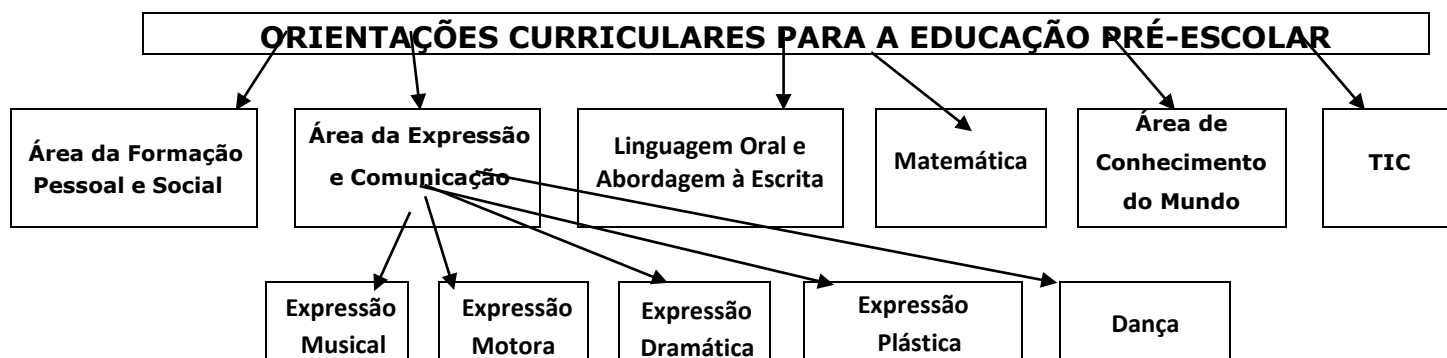 ORIENTAÇÕES CURRICULARES PARA A EDUCAÇÃO PRÉ-ESCOLAR
Área da Formação
Pessoal e Social
Área da Expressão
e Comunicação
Linguagem Oral e
Abordagem à Escrita
Matemática
Área de
Conhecimento
do Mundo
TIC
Expressão
Musical
Expressão
Motora
Expressão
Dramática
Expressão
Plástica
Dança